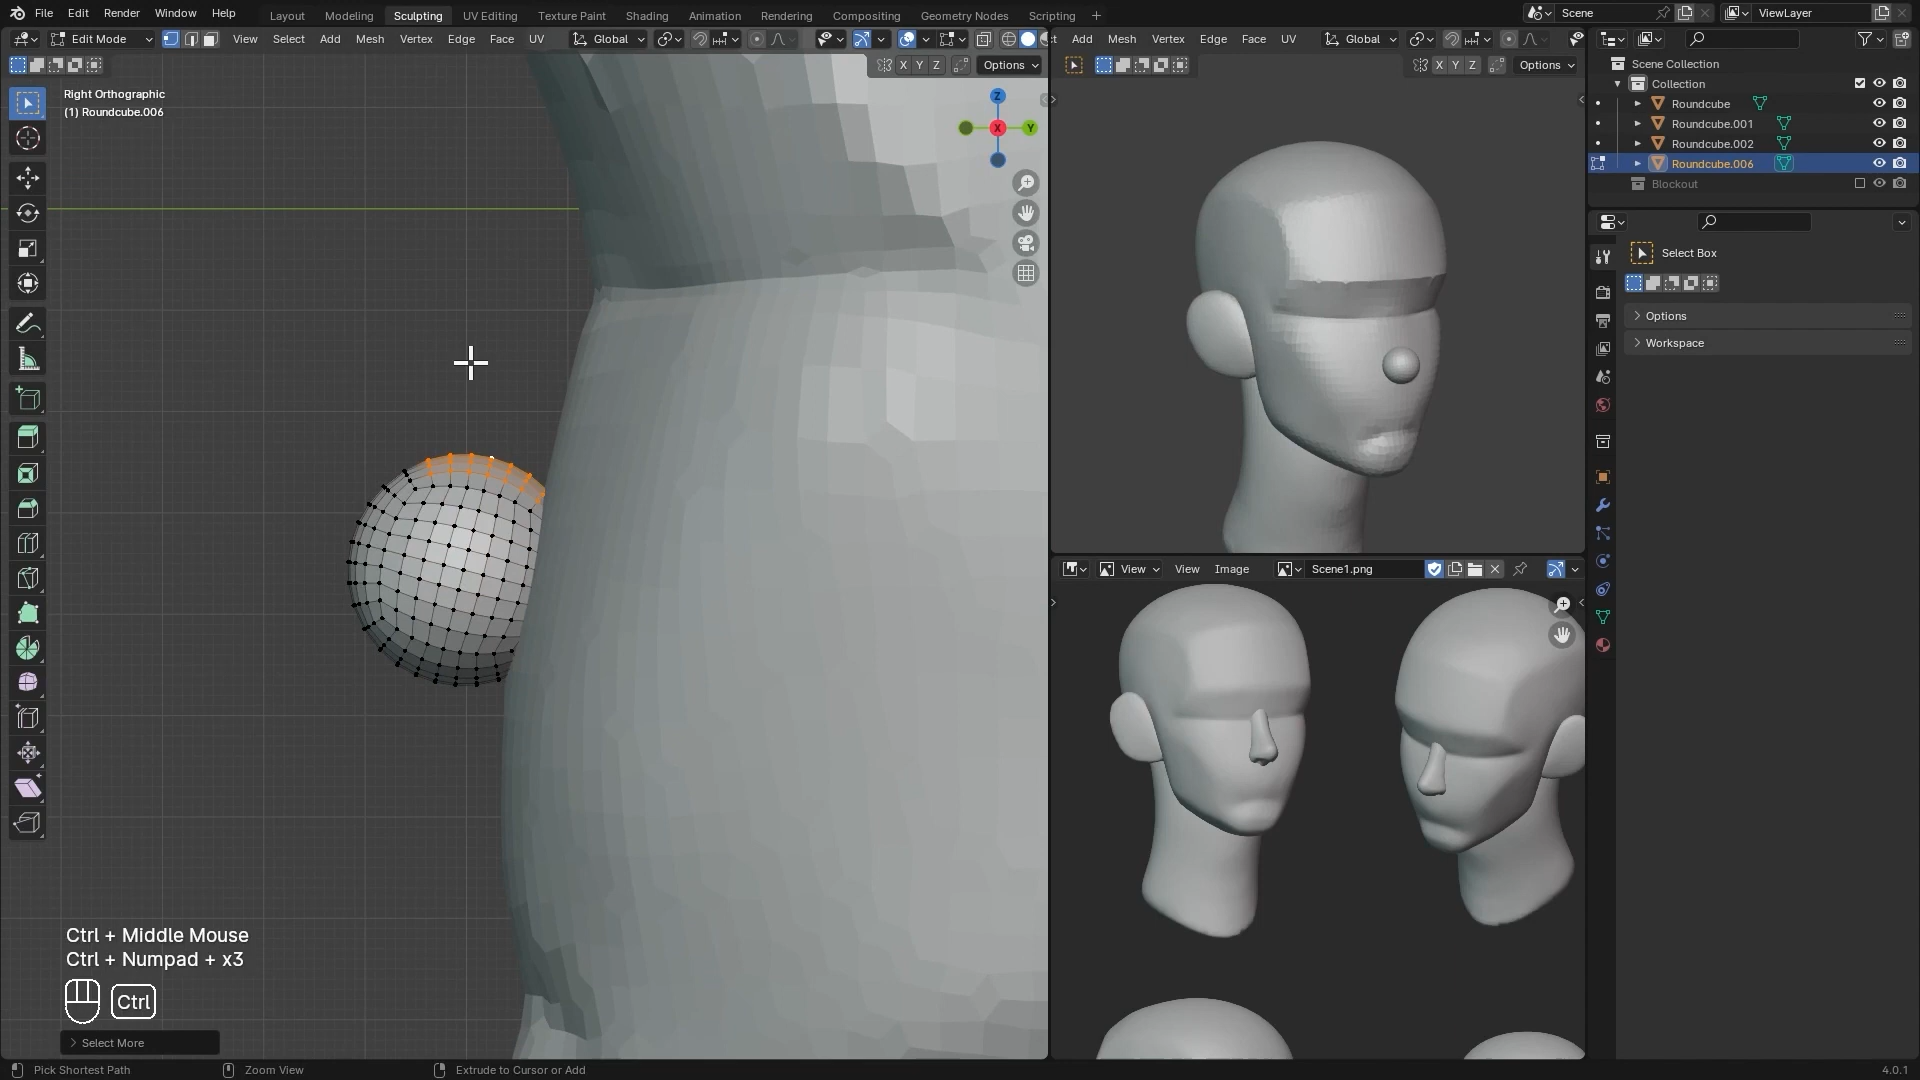 File Edit Render Window Help Layout Modeling Sculpting UV Editing Texture Paint Shading Animation Rendering Compositing Geometry Nodes Scripting + Scene ViewLayer
Edit Mode View Select Add Mesh Vertex Edge Face UV Global
X Y Z Options
Right Orthographic
(1) Roundcube.006
Z
X
Y
Ctrl + Middle Mouse
Ctrl + Numpad + x3
Ctrl
Select More
Add Mesh Vertex Edge Face UV Global
X Y Z Options
View View Image Scene1.png
Scene Collection
Collection
Roundcube
Roundcube.001
Roundcube.002
Roundcube.006
Blockout
Select Box
Options
Workspace
Pick Shortest Path Zoom View Extrude to Cursor or Add 4.0.1